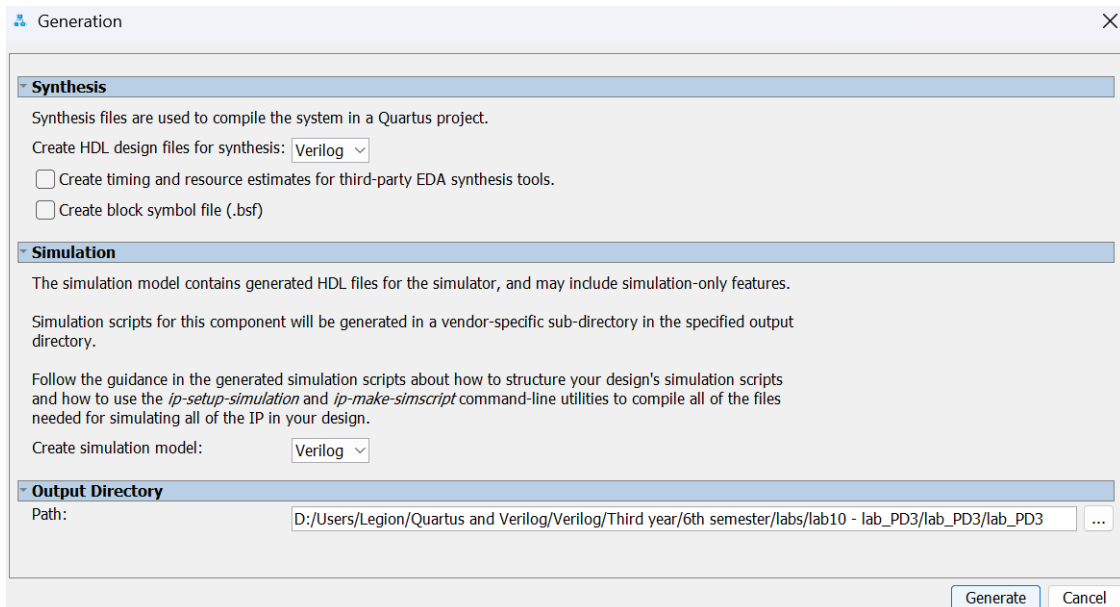 Generation
Synthesis
Synthesis files are used to compile the system in a Quartus project.
Create HDL design files for synthesis: Verilog
Create timing and resource estimates for third-party EDA synthesis tools.
Create block symbol file (.bsf)
Simulation
The simulation model contains generated HDL files for the simulator, and may include simulation-only features.
Simulation scripts for this component will be generated in a vendor-specific sub-directory in the specified output
directory.
Follow the guidance in the generated simulation scripts about how to structure your design's simulation scripts
and how to use the ip-setup-simulation and ip-make-simscript command-line utilities to compile all of the files
needed for simulating all of the IP in your design.
Create simulation model: Verilog
Output Directory
Path: D:/Users/Legion/Quartus and Verilog/Verilog/Third year/6th semester/labs/lab10 - lab_PD3/lab_PD3/lab_PD3 ...
Generate Cancel